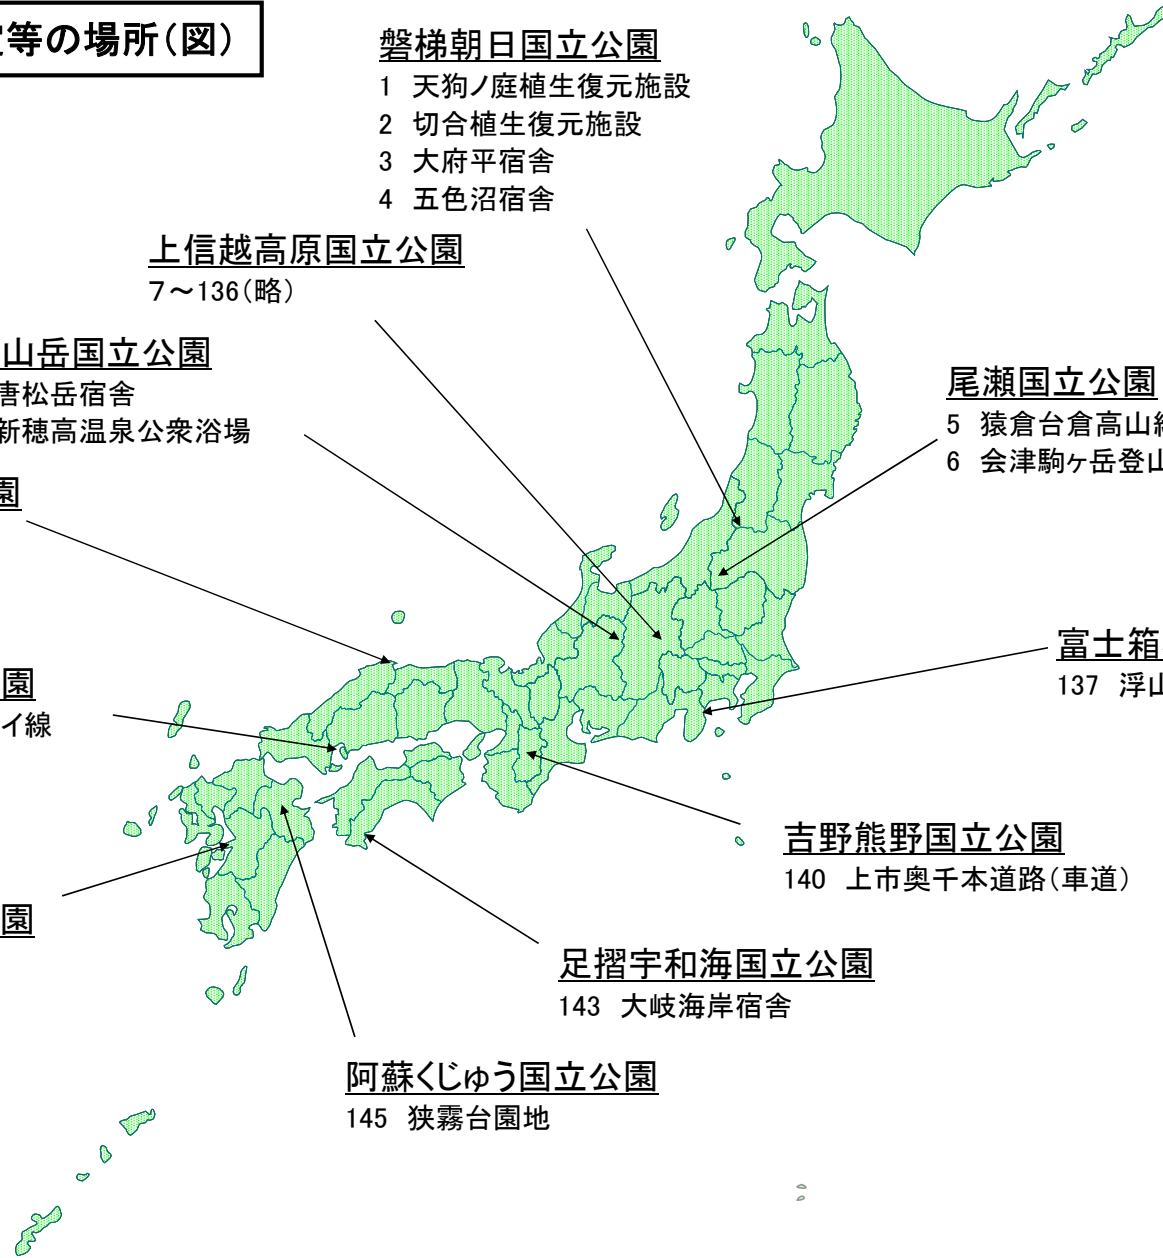 等の場所(図)
磐梯朝日国立公園
1 天狗ノ庭植生復元施設
2 切合植生復元施設
3 大府平宿舎
4 五色沼宿舎
上信越高原国立公園
7～136(略)
山岳国立公園
唐松岳宿舎
新穂高温泉公衆浴場
尾瀬国立公園
5 猿倉台倉高山
6 会津駒ヶ岳登山
園
富士箱
137 浮山
園
イ線
吉野熊野国立公園
140 上市奥千本道路(車道)
園
足摺宇和海国立公園
143 大岐海岸宿舎
阿蘇くじゅう国立公園
145 狭霧台園地